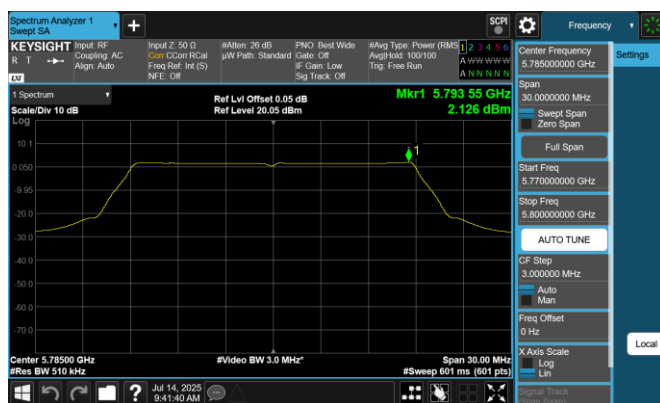 Spectrum Analyzer 1
Swept SA
+
SCPI
Frequency
KEYSIGHT
R T
LXI
Input: RF
Coupling: AC
Align: Auto
Input Z: 50 Ω
Corr CCorr RCal
Freq Ref: Int (S)
NFE: Off
#Atten: 26 dB
µW Path: Standard
PNO: Best Wide
Gate: Off
IF Gain: Low
Sig Track: Off
#Avg Type: Power (RMS
Avg|Hold: 100/100
Trig: Free Run
1 2 3 4 5 6
A W W W W W
A N N N N N
1 Spectrum
Scale/Div 10 dB
Log
Ref Lvl Offset 0.05 dB
Ref Level 20.05 dBm
Mkr1 5.793 55 GHz
2.126 dBm
10.1
0.050
-9.95
-20.0
-30.0
-40.0
-50.0
-60.0
-70.0
1
Center 5.78500 GHz
#Res BW 510 kHz
#Video BW 3.0 MHz*
Span 30.00 MHz
#Sweep 601 ms (601 pts)
Jul 14, 2025
9:41:40 AM
Center Frequency
5.785000000 GHz
Span
30.0000000 MHz
Swept Span
Zero Span
Full Span
Start Freq
5.770000000 GHz
Stop Freq
5.800000000 GHz
AUTO TUNE
CF Step
3.000000 MHz
Auto
Man
Freq Offset
0 Hz
X Axis Scale
Log
Lin
Signal Track
(Span Zoom)
Settings
Local